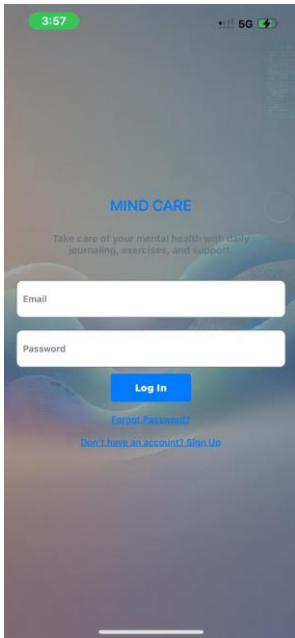 3:57
5G
MIND CARE
Take care of your mental health with daily
journaling, exercises, and support.
Email
Password
Log In
Forgot Password?
Don't have an account? Sign Up